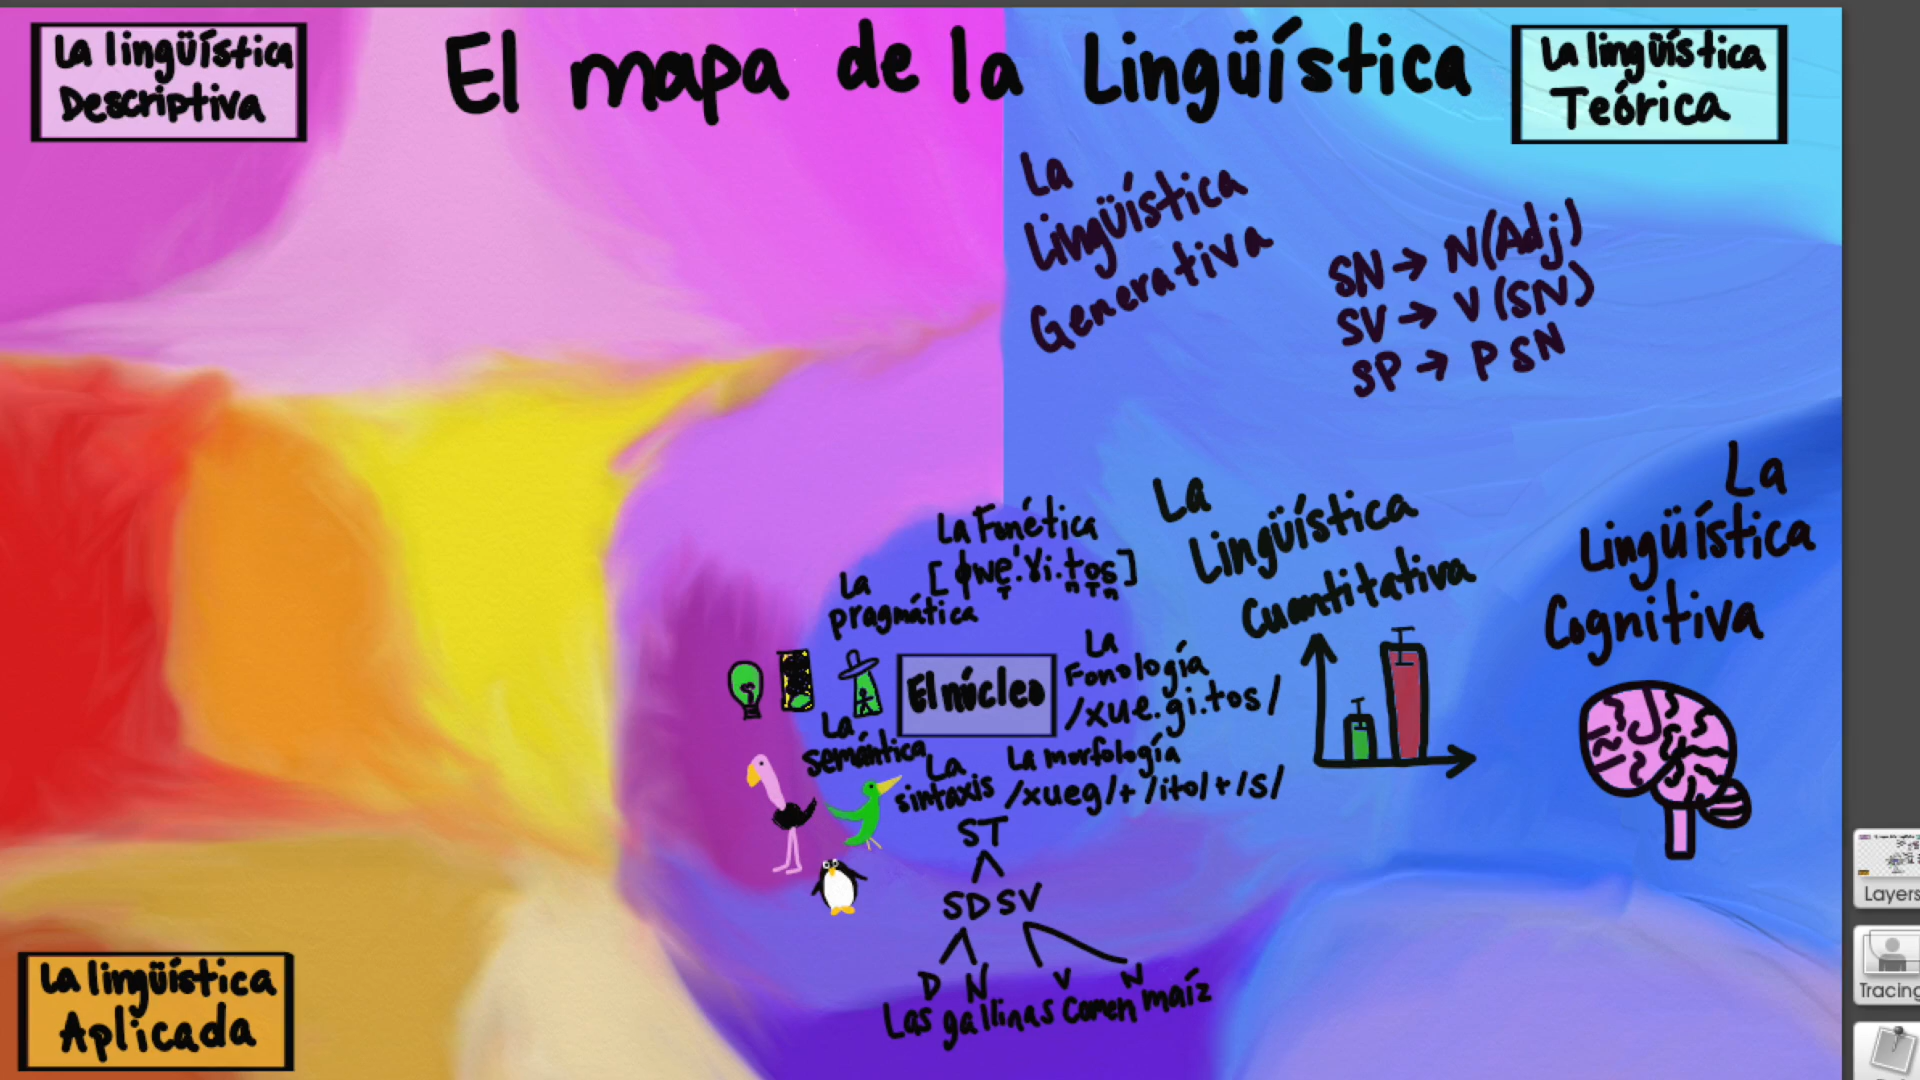 La lingüística
Descriptiva
El mapa de la Lingüística
La lingüística
Teórica
La
Lingüística
Generativa
SN → N(Adj)
SV → V (SN)
SP → P SN
La Fonética
La
pragmática
La
Lingüística
Cuantitativa
La
Lingüística
Cognitiva
El núcleo
La
Fonología
/xue.gi.tos/
La
semántica
La
sintaxis
La morfología
/xueg/+/ito/+/s/
ST
SD SV
D N V N
Las gallinas comen maíz
La lingüística
Aplicada
Layers
Tracing